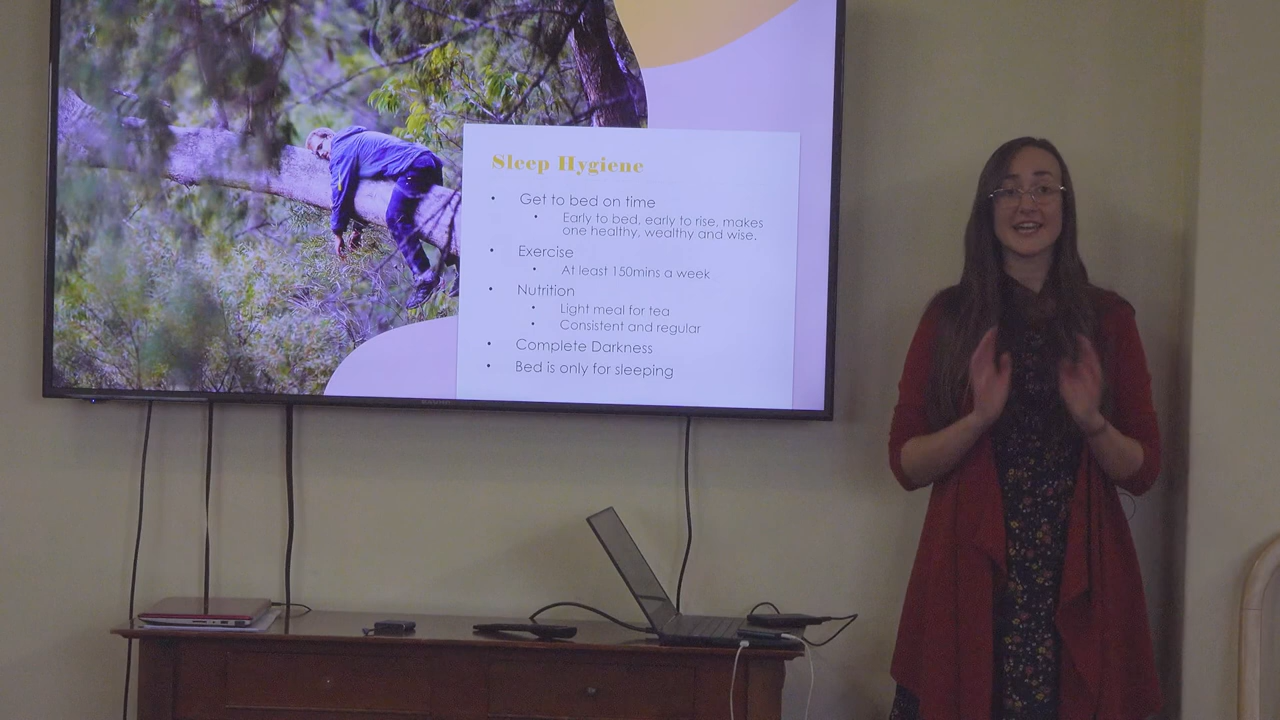 Sleep Hygiene
• Get to bed on time
• Early to bed, early to rise, makes
one healthy, wealthy and wise.
• Exercise
• At least 150mins a week
• Nutrition
• Light meal for tea
• Consistent and regular
• Complete Darkness
• Bed is only for sleeping